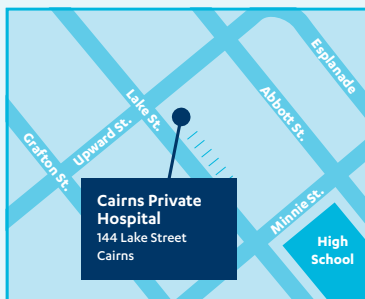 Esplanade
Lake St.
Abbott St.
Upward St.
Grafton St.
Cairns Private
Hospital
144 Lake Street
Cairns
Minnie St.
High
School